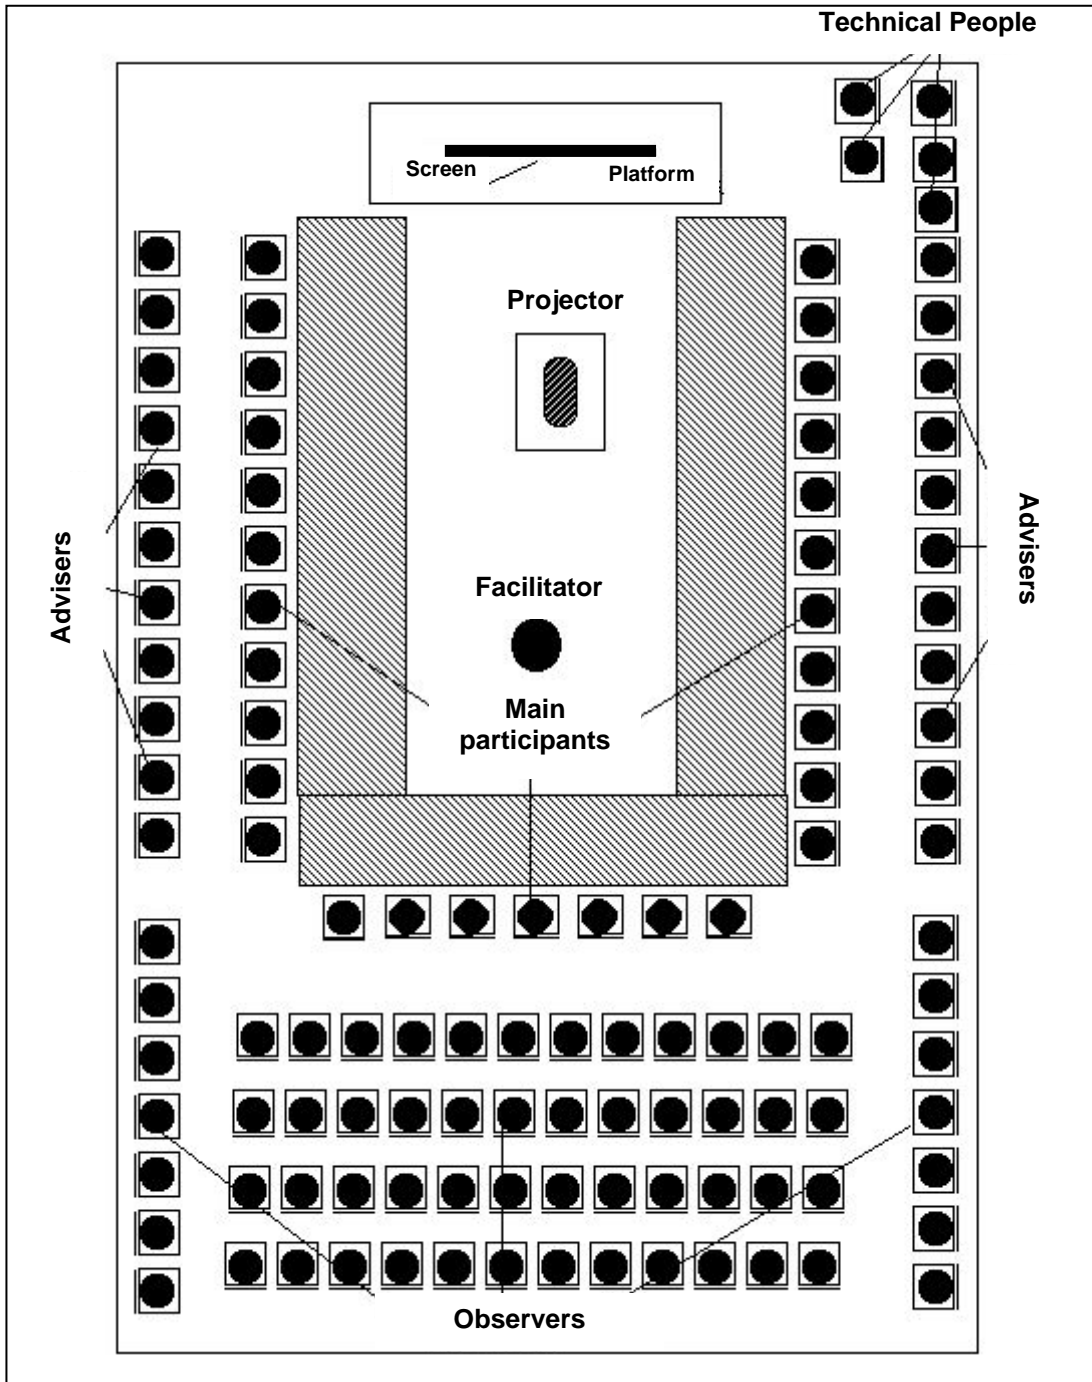 Technical People
Screen
Platform
Projector
Advisers
Advisers
Facilitator
Main
participants
Observers